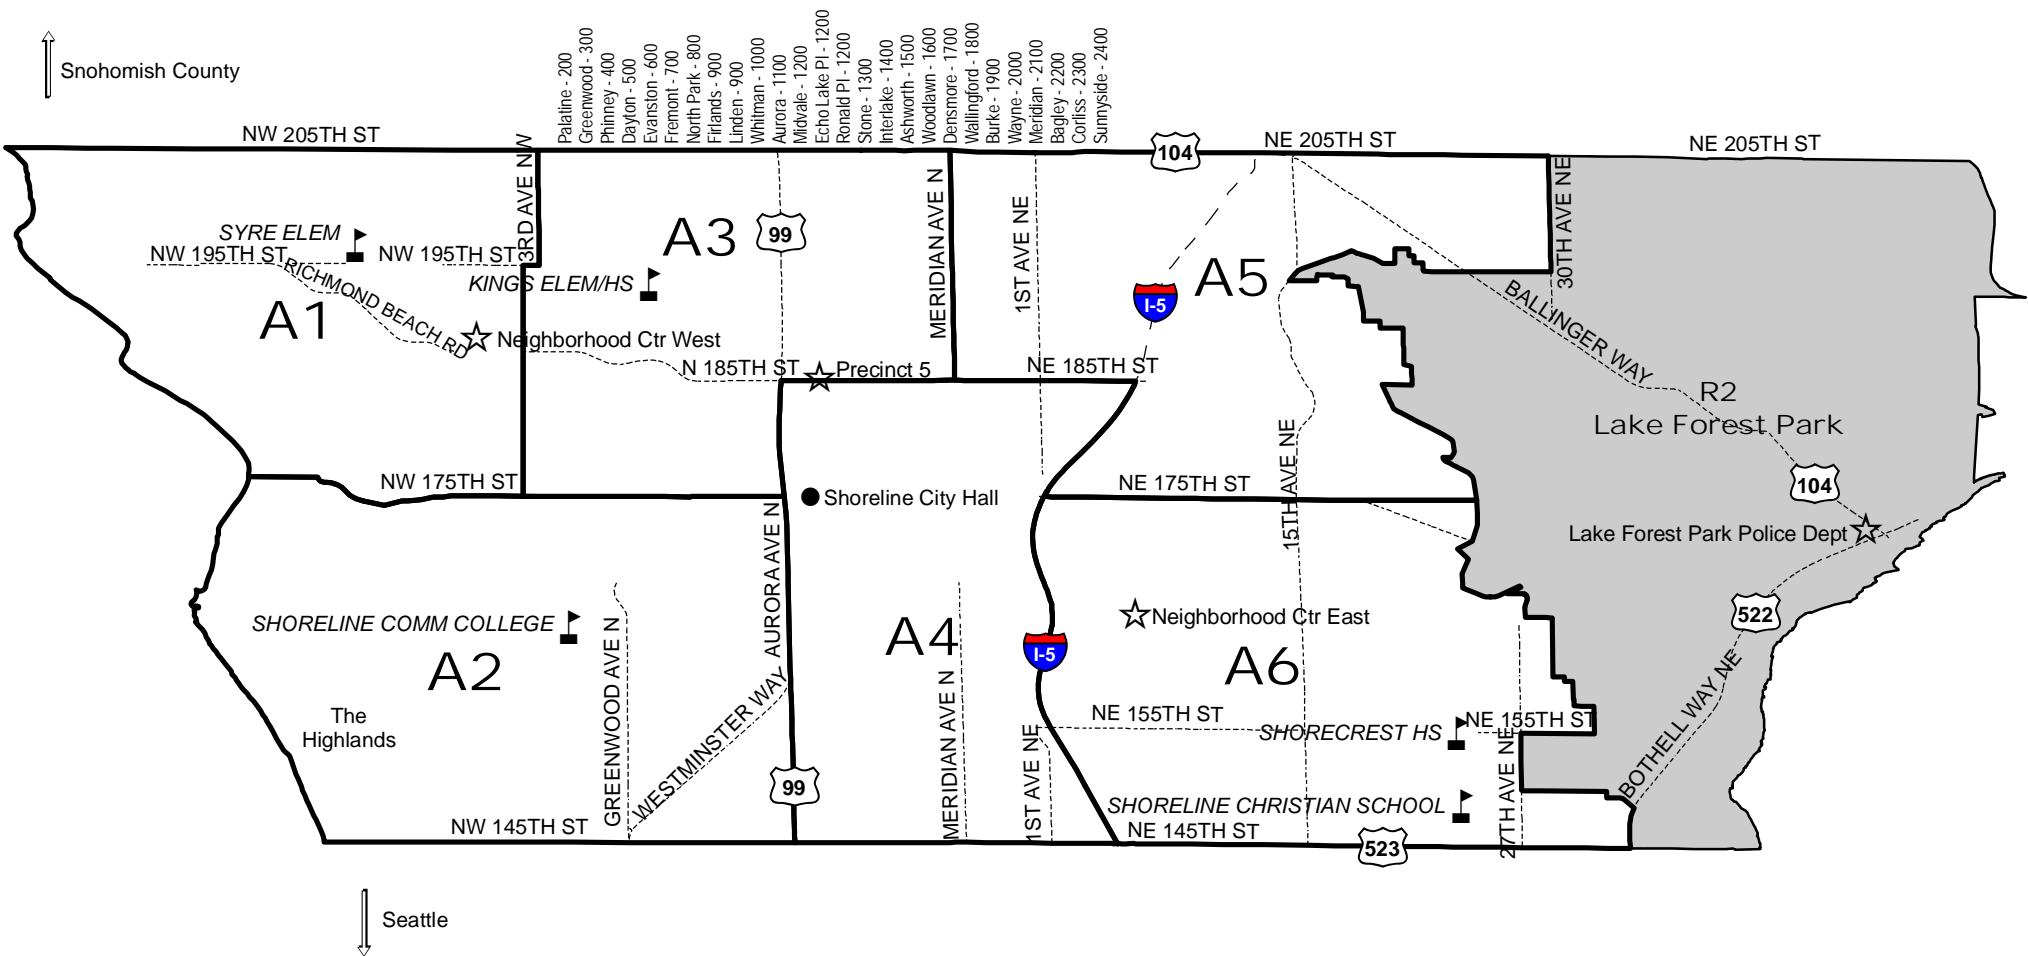 Snohomish County
Palatine - 200
Greenwood - 300
Phinney - 400
Dayton - 500
Evanston - 600
Fremont - 700
North Park - 800
Firlands - 900
Linden - 900
Whitman - 1000
Aurora - 1100
Midvale - 1200
Echo Lake Pl - 1200
Ronald Pl - 1200
Stone - 1300
Interlake - 1400
Ashworth - 1500
Woodlawn - 1600
Densmore - 1700
Wallingford - 1800
Burke - 1900
Wayne - 2000
Meridian - 2100
Bagley - 2200
Corliss - 2300
Sunnyside - 2400
NW 205TH ST
104
NE 205TH ST
NE 205TH ST
3RD AVE NW
MERIDIAN AVE N
1ST AVE NE
30TH AVE NE
SYRE ELEM
A3
99
NW 195TH ST
NW 195TH ST
RICHMOND BEACH RD
KINGS ELEM/HS
A5
I-5
A1
BALLINGER WAY
Neighborhood Ctr West
N 185TH ST
Precinct 5
NE 185TH ST
R2
Lake Forest Park
15TH AVE NE
NW 175TH ST
NE 175TH ST
104
Shoreline City Hall
AURORA AVE N
Lake Forest Park Police Dept
SHORELINE COMM COLLEGE
A2
GREENWOOD AVE N
WESTMINSTER WAY
A4
I-5
Neighborhood Ctr East
A6
522
BOTHELL WAY NE
The
Highlands
MERIDIAN AVE N
1ST AVE NE
NE 155TH ST
SHORECREST HS
NE 155TH ST
27TH AVE NE
99
SHORELINE CHRISTIAN SCHOOL
NW 145TH ST
NE 145TH ST
523
Seattle